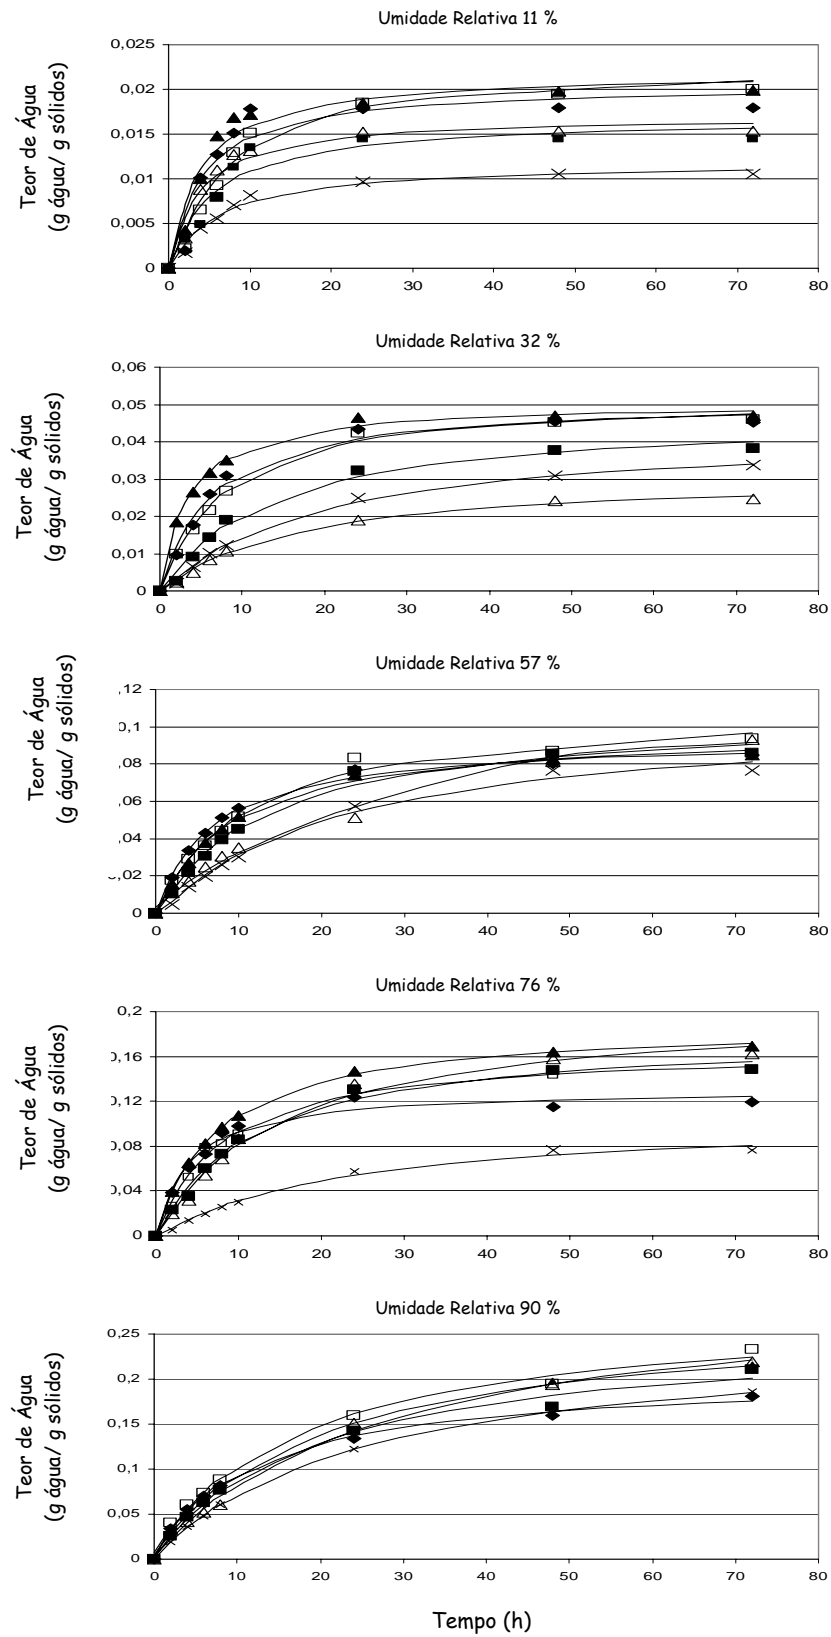 Umidade Relativa 11 %
Teor de Água
(g água/ g sólidos)
0,025
0,02
0,015
0,01
0,005
0
0 10 20 30 40 50 60 70 80
Umidade Relativa 32 %
Teor de Água
(g água/ g sólidos)
0,06
0,05
0,04
0,03
0,02
0,01
0
0 10 20 30 40 50 60 70 80
Umidade Relativa 57 %
Teor de Água
(g água/ g sólidos)
,12
0,1
,08
,06
,04
,02
0
0 10 20 30 40 50 60 70 80
Umidade Relativa 76 %
Teor de Água
(g água/ g sólidos)
0,2
0,16
0,12
0,08
0,04
0
0 10 20 30 40 50 60 70 80
Umidade Relativa 90 %
Teor de Água
(g água/ g sólidos)
0,25
0,2
0,15
0,1
0,05
0
0 10 20 30 40 50 60 70 80
Tempo (h)